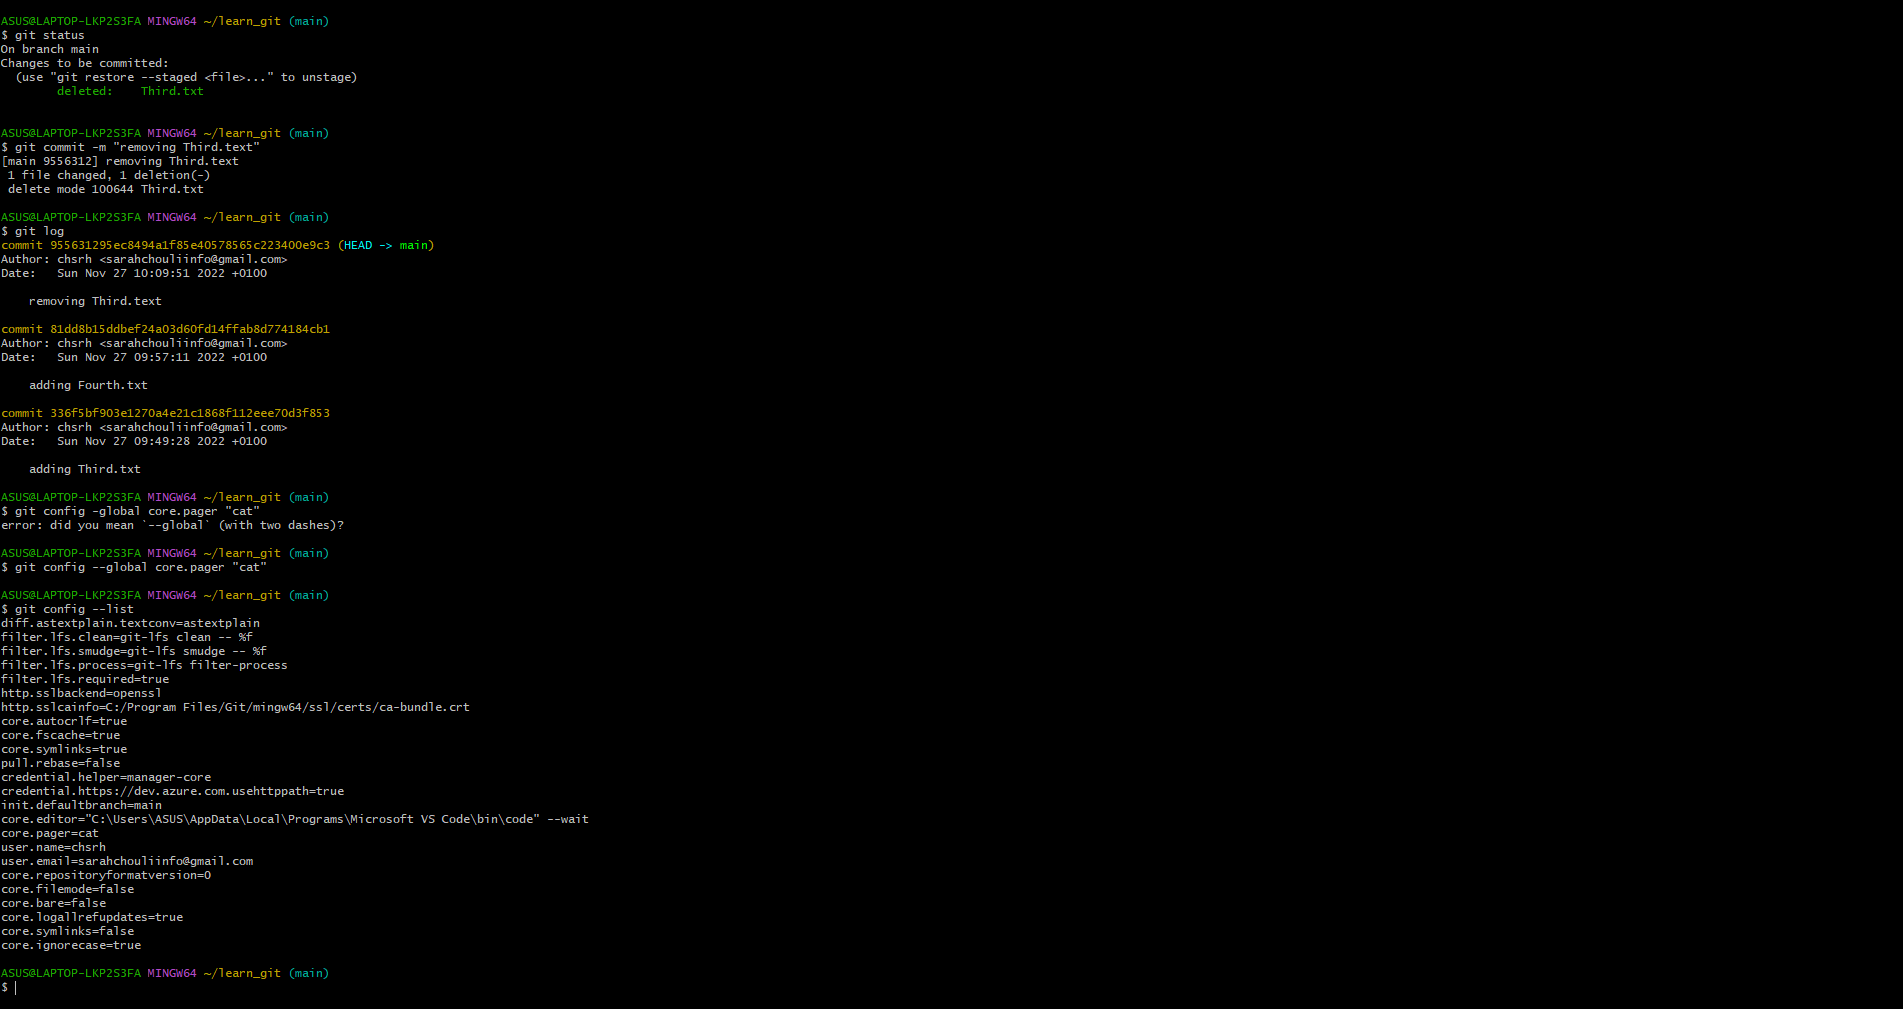 ASUS@LAPTOP-LKP2S3FA MINGW64 ~/learn_git (main)
$ git status
On branch main
Changes to be committed:
  (use "git restore --staged <file>..." to unstage)
        deleted:    Third.txt

ASUS@LAPTOP-LKP2S3FA MINGW64 ~/learn_git (main)
$ git commit -m "removing Third.text"
[main 9556312] removing Third.text
 1 file changed, 1 deletion(-)
 delete mode 100644 Third.txt

ASUS@LAPTOP-LKP2S3FA MINGW64 ~/learn_git (main)
$ git log
commit 955631295ec8494a1f85e40578565c223400e9c3 (HEAD -> main)
Author: chsrh <sarahchouliinfo@gmail.com>
Date:   Sun Nov 27 10:09:51 2022 +0100

    removing Third.text

commit 81dd8b15ddbef24a03d60fd14ffab8d774184cb1
Author: chsrh <sarahchouliinfo@gmail.com>
Date:   Sun Nov 27 09:57:11 2022 +0100

    adding Fourth.txt

commit 336f5bf903e1270a4e21c1868f112eee70d3f853
Author: chsrh <sarahchouliinfo@gmail.com>
Date:   Sun Nov 27 09:49:28 2022 +0100

    adding Third.txt

ASUS@LAPTOP-LKP2S3FA MINGW64 ~/learn_git (main)
$ git config -global core.pager "cat"
error: did you mean `--global` (with two dashes)?

ASUS@LAPTOP-LKP2S3FA MINGW64 ~/learn_git (main)
$ git config --global core.pager "cat"

ASUS@LAPTOP-LKP2S3FA MINGW64 ~/learn_git (main)
$ git config --list
diff.astextplain.textconv=astextplain
filter.lfs.clean=git-lfs clean -- %f
filter.lfs.smudge=git-lfs smudge -- %f
filter.lfs.process=git-lfs filter-process
filter.lfs.required=true
http.sslbackend=openssl
http.sslcainfo=C:/Program Files/Git/mingw64/ssl/certs/ca-bundle.crt
core.autocrlf=true
core.fscache=true
core.symlinks=true
pull.rebase=false
credential.helper=manager-core
credential.https://dev.azure.com.usehttppath=true
init.defaultbranch=main
core.editor="C:\Users\ASUS\AppData\Local\Programs\Microsoft VS Code\bin\code" --wait
core.pager=cat
user.name=chsrh
user.email=sarahchouliinfo@gmail.com
core.repositoryformatversion=0
core.filemode=false
core.bare=false
core.logallrefupdates=true
core.symlinks=false
core.ignorecase=true

ASUS@LAPTOP-LKP2S3FA MINGW64 ~/learn_git (main)
$